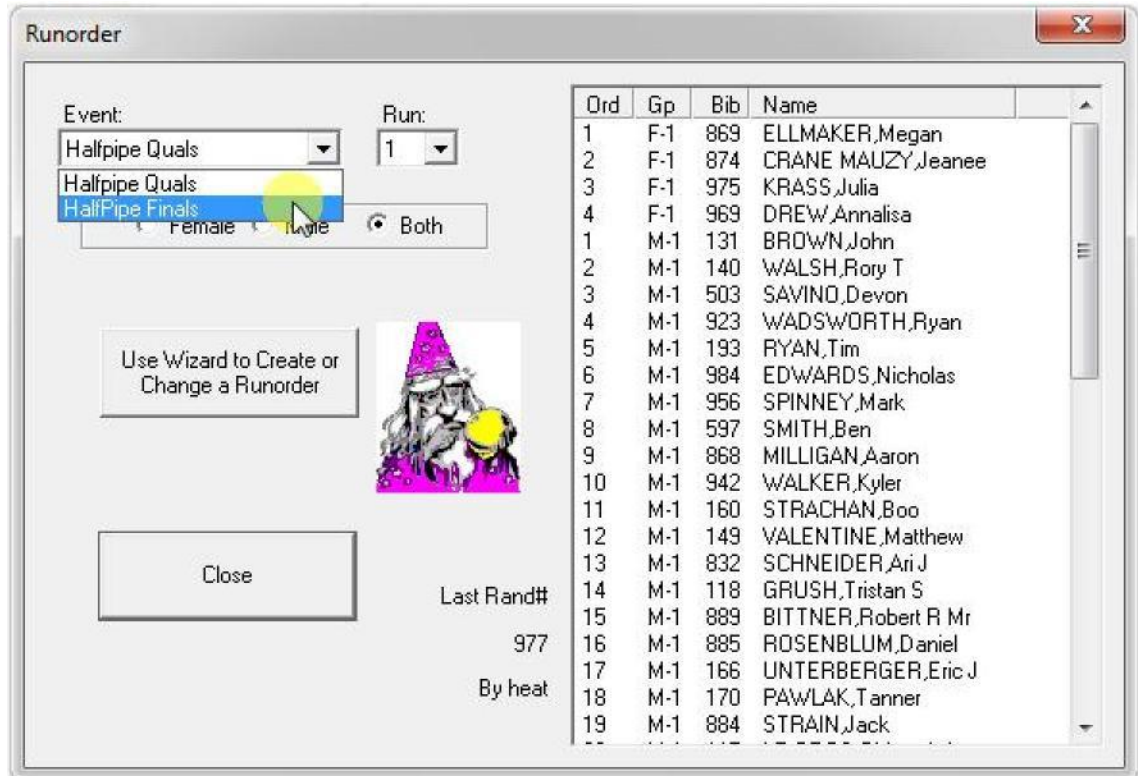 Runorder
X
Event:
Run:
Halfpipe Quals
1
Halfpipe Quals
HalfPipe Finals
Female
Both
Use Wizard to Create or
Change a Runorder
Close
Last Rand#
977
By heat
Ord Gp Bib Name
1 F-1 869 ELLMAKER,Megan
2 F-1 874 CRANE MAUZY,Jeanee
3 F-1 975 KRASS,Julia
4 F-1 969 DREW,Annalisa
1 M-1 131 BROWN,John
2 M-1 140 WALSH,Rory T
3 M-1 503 SAVINO,Devon
4 M-1 923 WADSWORTH,Ryan
5 M-1 193 RYAN,Tim
6 M-1 984 EDWARDS,Nicholas
7 M-1 956 SPINNEY,Mark
8 M-1 597 SMITH,Ben
9 M-1 868 MILLIGAN,Aaron
10 M-1 942 WALKER,Kyler
11 M-1 160 STRACHAN,Boo
12 M-1 149 VALENTINE,Matthew
13 M-1 832 SCHNEIDER,Ari J
14 M-1 118 GRUSH,Tristan S
15 M-1 889 BITTNER,Robert R Mr
16 M-1 885 ROSENBLUM,Daniel
17 M-1 166 UNTERBERGER,Eric J
18 M-1 170 PAWLAK,Tanner
19 M-1 884 STRAIN,Jack